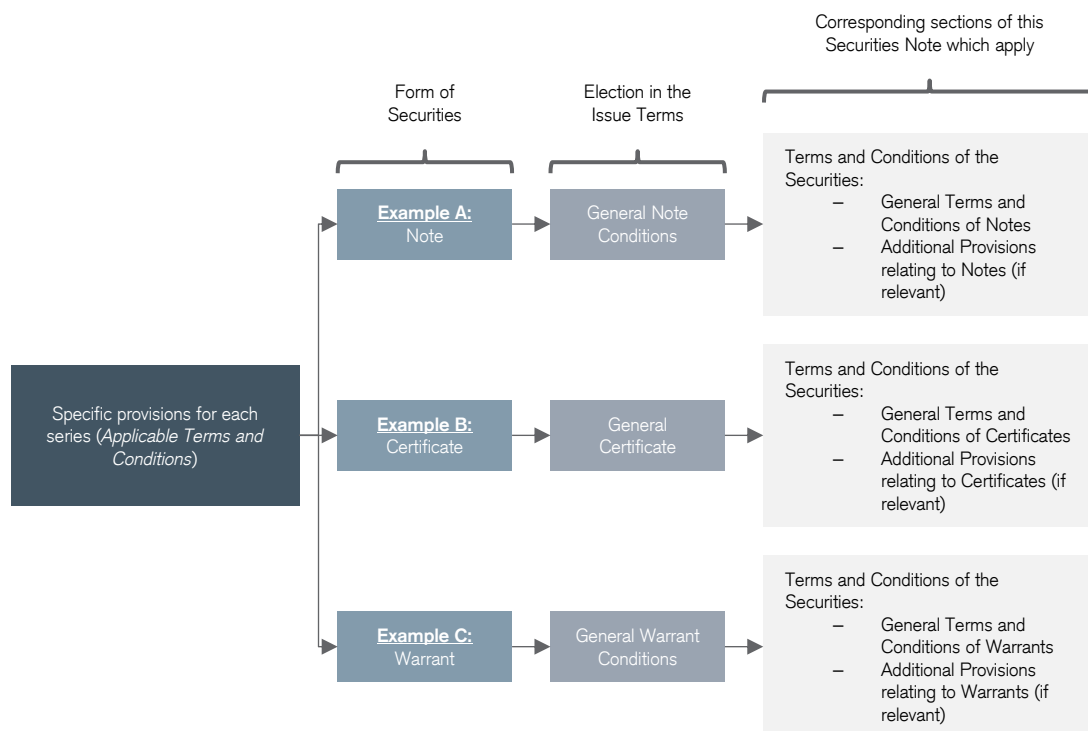 Corresponding sections of this
Securities Note which apply
Form of
Securities
Election in the
Issue Terms
Terms and Conditions of the
Securities:
– General Terms and
Conditions of Notes
– Additional Provisions
relating to Notes (if
relevant)
Example A:
Note
General Note
Conditions
Specific provisions for each
series (Applicable Terms and
Conditions)
Example B:
Certificate
General
Certificate
Terms and Conditions of the
Securities:
– General Terms and
Conditions of Certificates
– Additional Provisions
relating to Certificates (if
relevant)
Example C:
Warrant
General Warrant
Conditions
Terms and Conditions of the
Securities:
– General Terms and
Conditions of Warrants
– Additional Provisions
relating to Warrants (if
relevant)